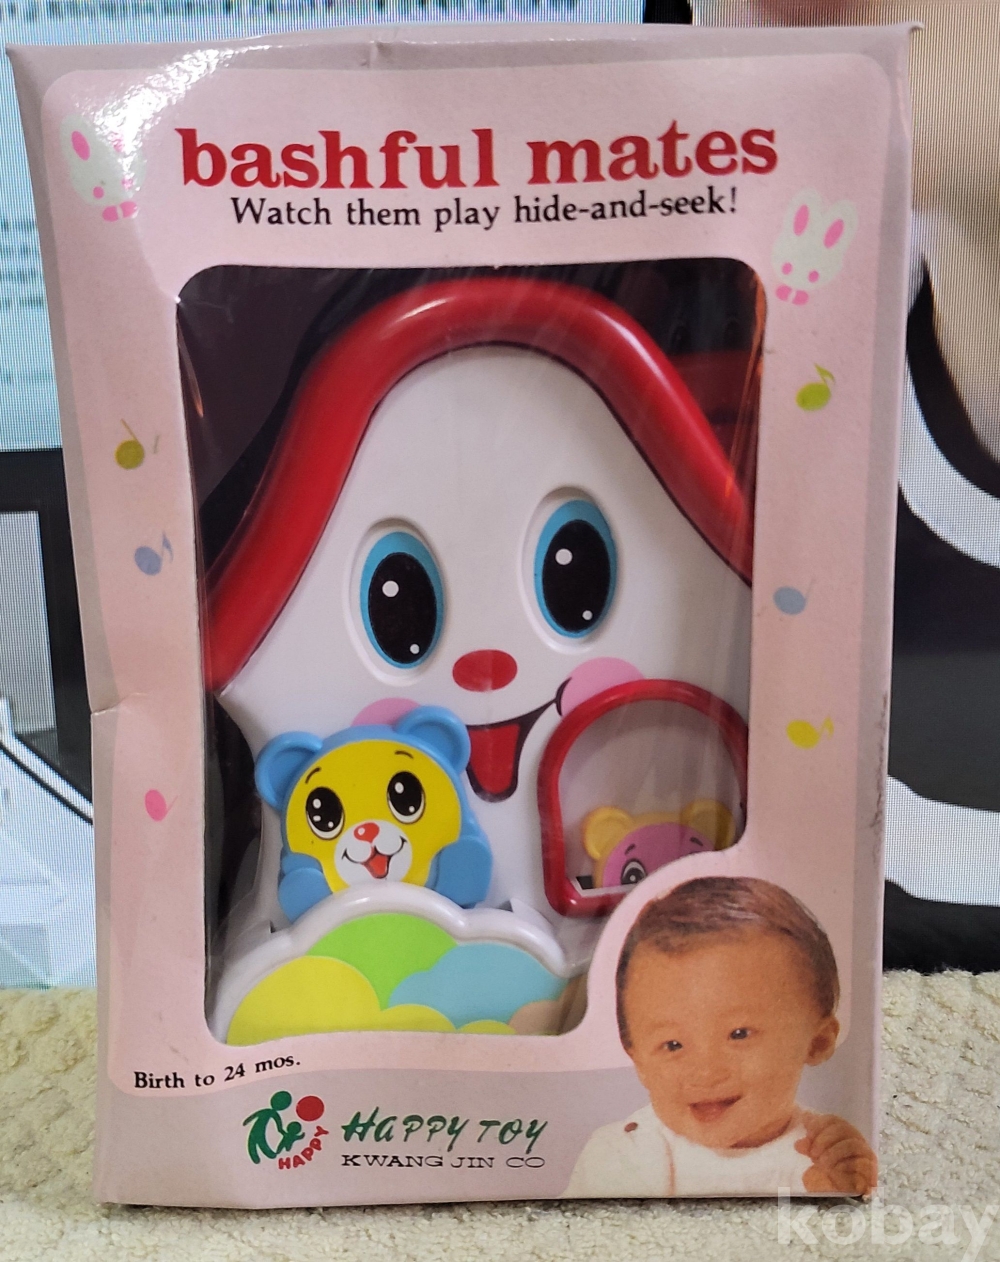 bashful mates
Watch them play hide-and-seek!
Birth to 24 mos.
HAPPY
HAPPY TOY
KWANG JIN CO
kobay